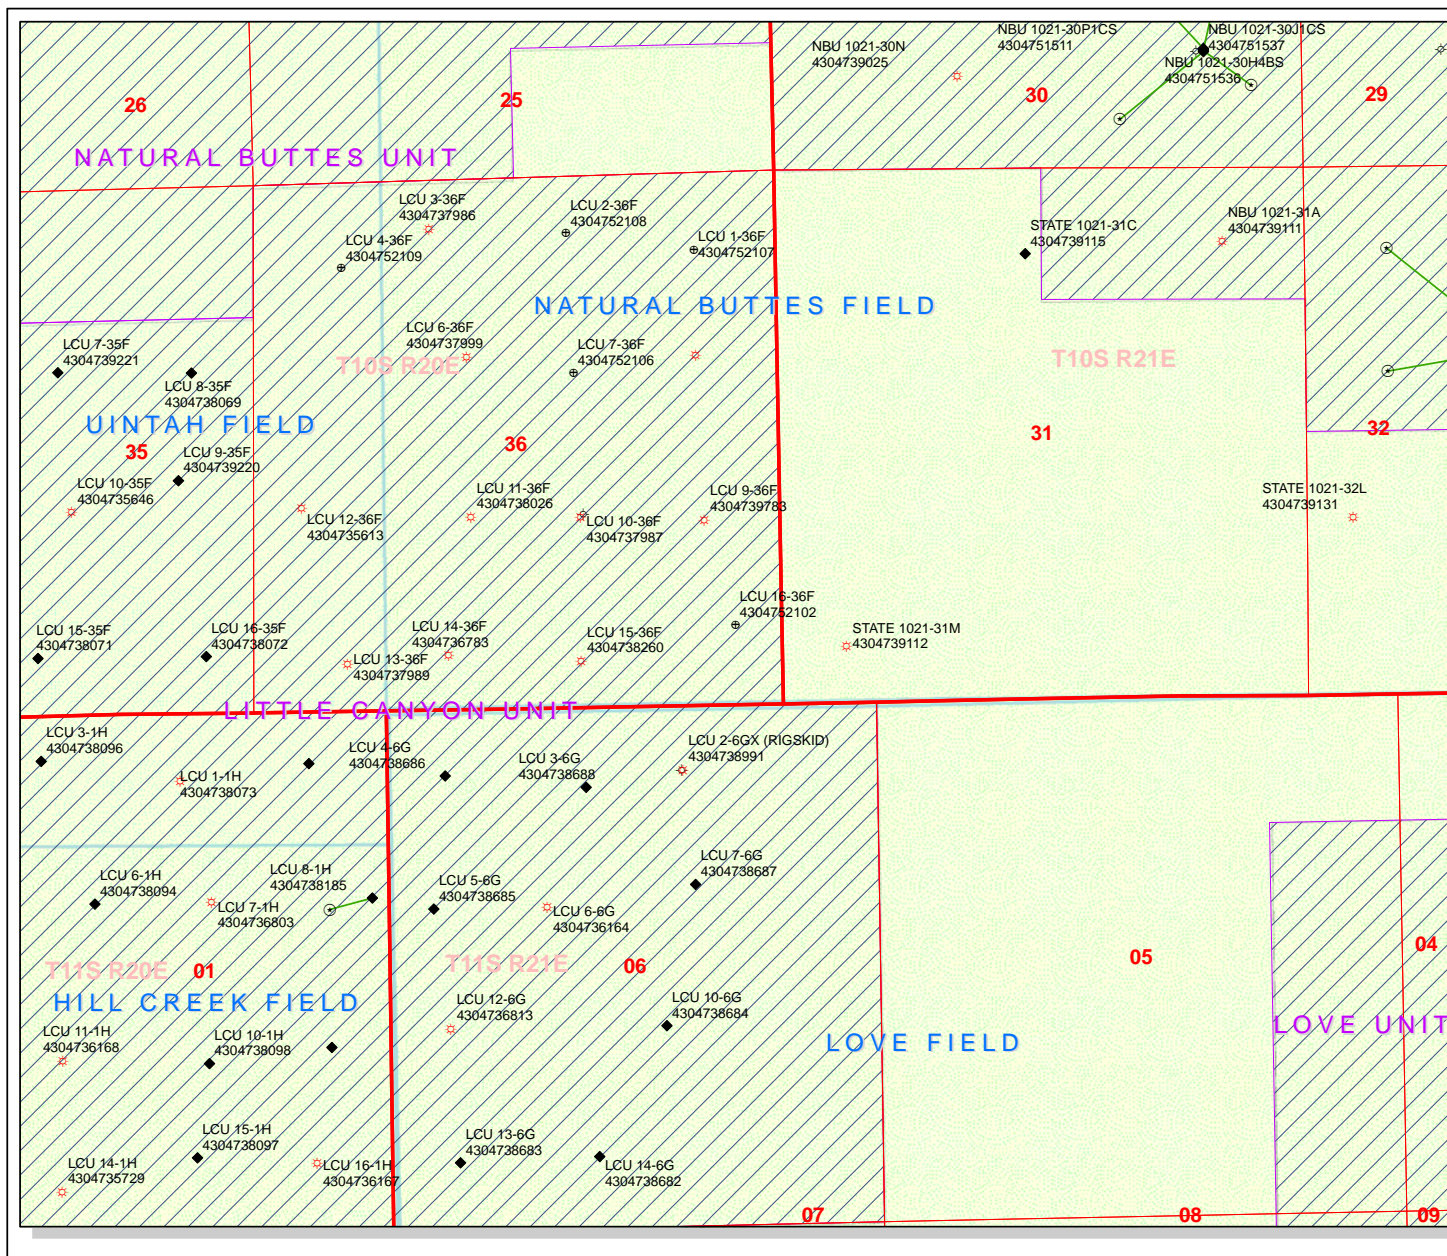 NBU 1021-30N
4304739025
NBU 1021-30P1CS
4304751511
NBU 1021-30J1CS
4304751537
NBU 1021-30H4BS
4304751536
26
25
30
29
NATURAL BUTTES UNIT
LCU 3-36F
4304737986
LCU 2-36F
4304752108
LCU 4-36F
4304752109
LCU 1-36F
4304752107
STATE 1021-31C
4304739115
NBU 1021-31A
4304739111
NATURAL BUTTES FIELD
LCU 7-35F
4304739221
LCU 8-35F
4304738069
LCU 6-36F
4304737999
LCU 7-36F
4304752106
T10S R20E
T10S R21E
UINTAH FIELD
35
36
31
32
LCU 9-35F
4304739220
LCU 10-35F
4304735646
LCU 12-36F
4304735613
LCU 11-36F
4304738026
LCU 10-36F
4304737987
LCU 9-36F
4304739783
STATE 1021-32L
4304739131
LCU 16-36F
4304752102
LCU 15-35F
4304738071
LCU 16-35F
4304738072
LCU 14-36F
4304736783
LCU 13-36F
4304737989
LCU 15-36F
4304738260
STATE 1021-31M
4304739112
LITTLE CANYON UNIT
LCU 3-1H
4304738096
LCU 1-1H
4304738073
LCU 4-6G
4304738686
LCU 3-6G
4304738688
LCU 2-6GX (RIGSKID)
4304738991
LCU 6-1H
4304738094
LCU 7-1H
4304736803
LCU 8-1H
4304738185
LCU 5-6G
4304738685
LCU 6-6G
4304736164
LCU 7-6G
4304738687
T11S R20E
01
T11S R21E
06
05
04
HILL CREEK FIELD
LCU 11-1H
4304736168
LCU 10-1H
4304738098
LCU 12-6G
4304736813
LCU 10-6G
4304738684
LOVE FIELD
LOVE UNIT
LCU 15-1H
4304738097
LCU 14-1H
4304735729
LCU 16-1H
4304736167
LCU 13-6G
4304738683
LCU 14-6G
4304738682
07
08
09